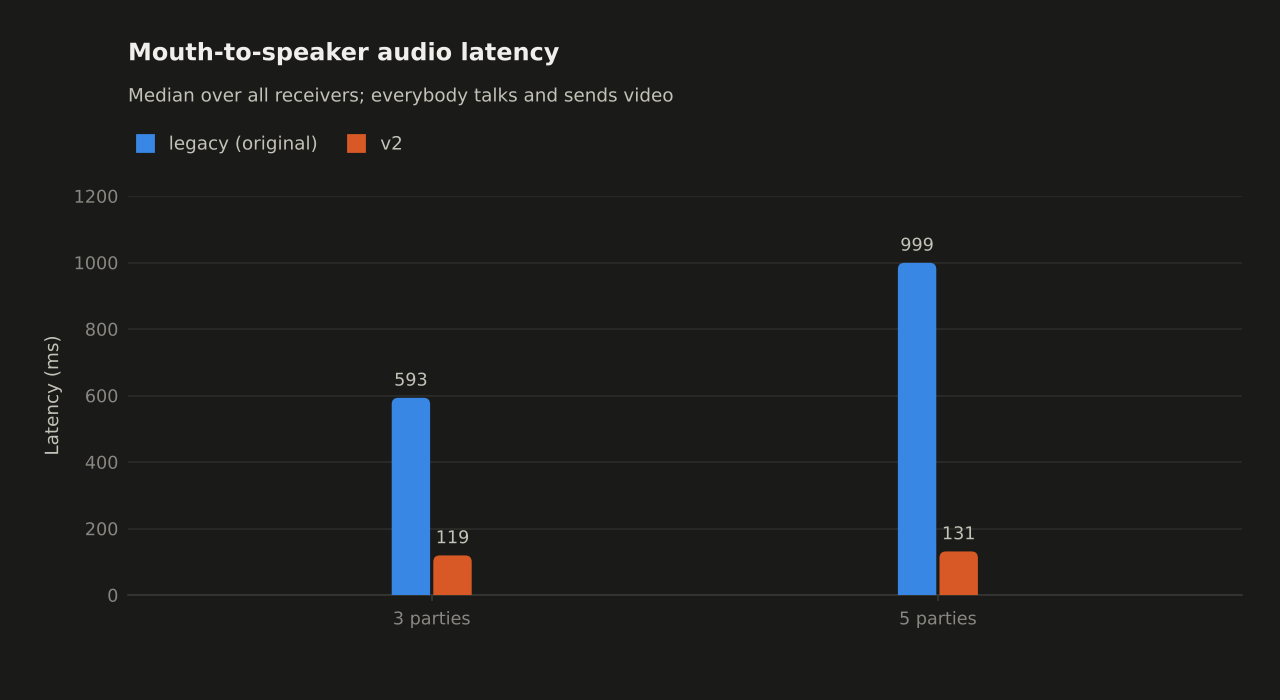 Mouth-to-speaker audio latency
Median over all receivers; everybody talks and sends video
legacy (original) v2
Latency (ms)
1200
1000
800
600
400
200
0
593
119
999
131
3 parties
5 parties